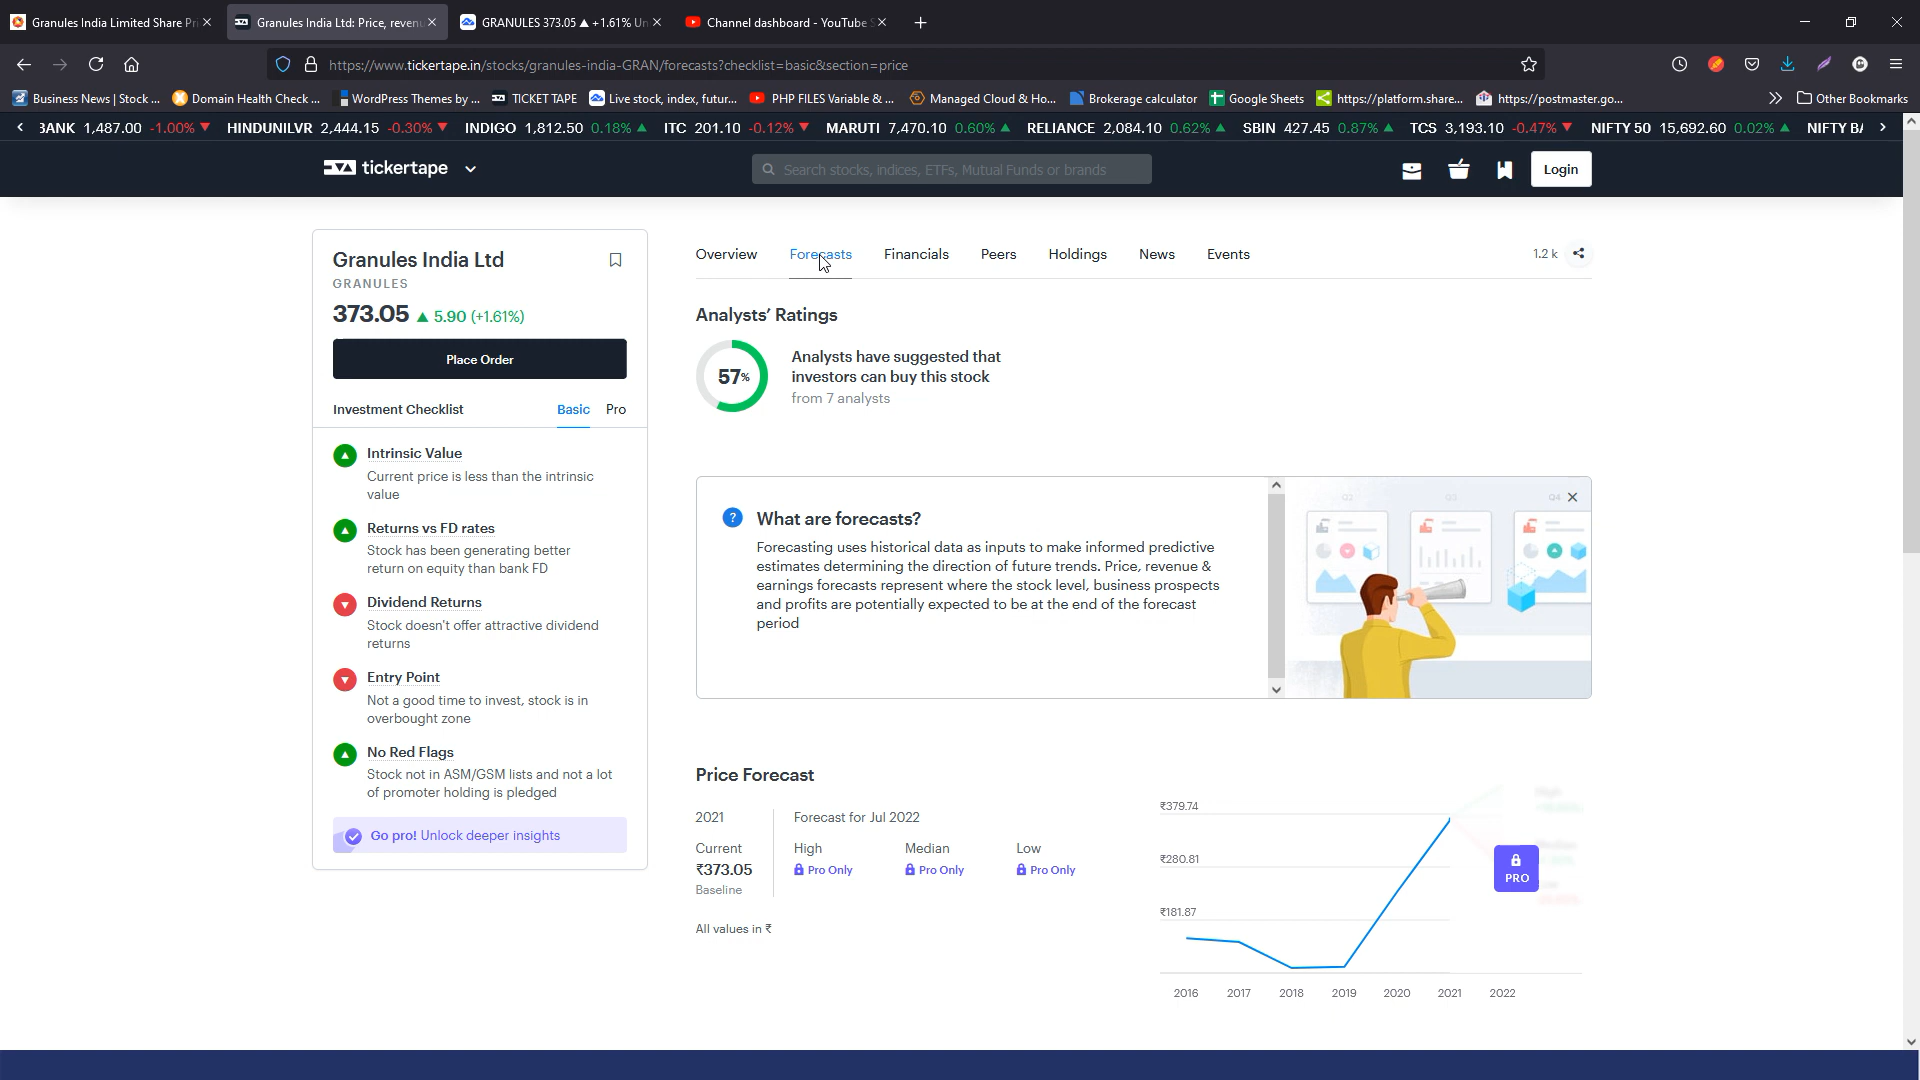 Granules India Limited Share Pri
Granules India Ltd: Price, revenu
GRANULES 373.05 ▲ +1.61% Un
Channel dashboard - YouTube S
https://www.tickertape.in/stocks/granules-india-GRAN/forecasts?checklist=basic&section=price
Business News | Stock ...
Domain Health Check ...
WordPress Themes by ...
TICKET TAPE
Live stock, index, futur...
PHP FILES Variable & ...
Managed Cloud & Ho...
Brokerage calculator
Google Sheets
https://platform.share...
https://postmaster.go...
Other Bookmarks
BANK 1,487.00 -1.00% ▼ HINDUNILVR 2,444.15 -0.30% ▼ INDIGO 1,812.50 0.18% ▲ ITC 201.10 -0.12% ▼ MARUTI 7,470.10 0.60% ▲ RELIANCE 2,084.10 0.62% ▲ SBIN 427.45 0.87% ▲ TCS 3,193.10 -0.47% ▼ NIFTY 50 15,692.60 0.02% ▲ NIFTY BA
tickertape
Search stocks, indices, ETFs, Mutual Funds or brands
Login
Granules India Ltd
GRANULES
373.05 ▲ 5.90 (+1.61%)
Place Order
Investment Checklist Basic Pro
Intrinsic Value
Current price is less than the intrinsic
value
Returns vs FD rates
Stock has been generating better
return on equity than bank FD
Dividend Returns
Stock doesn't offer attractive dividend
returns
Entry Point
Not a good time to invest, stock is in
overbought zone
No Red Flags
Stock not in ASM/GSM lists and not a lot
of promoter holding is pledged
Go pro! Unlock deeper insights
Overview Forecasts Financials Peers Holdings News Events 1.2 k
Analysts' Ratings
57%
Analysts have suggested that
investors can buy this stock
from 7 analysts
What are forecasts?
Forecasting uses historical data as inputs to make informed predictive
estimates determining the direction of future trends. Price, revenue &
earnings forecasts represent where the stock level, business prospects
and profits are potentially expected to be at the end of the forecast
period
Q2 Q3 Q4
Price Forecast
2021 Forecast for Jul 2022
Current High Median Low
₹373.05 Pro Only Pro Only Pro Only
Baseline
All values in ₹
₹379.74
₹280.81
₹181.87
PRO
2016 2017 2018 2019 2020 2021 2022